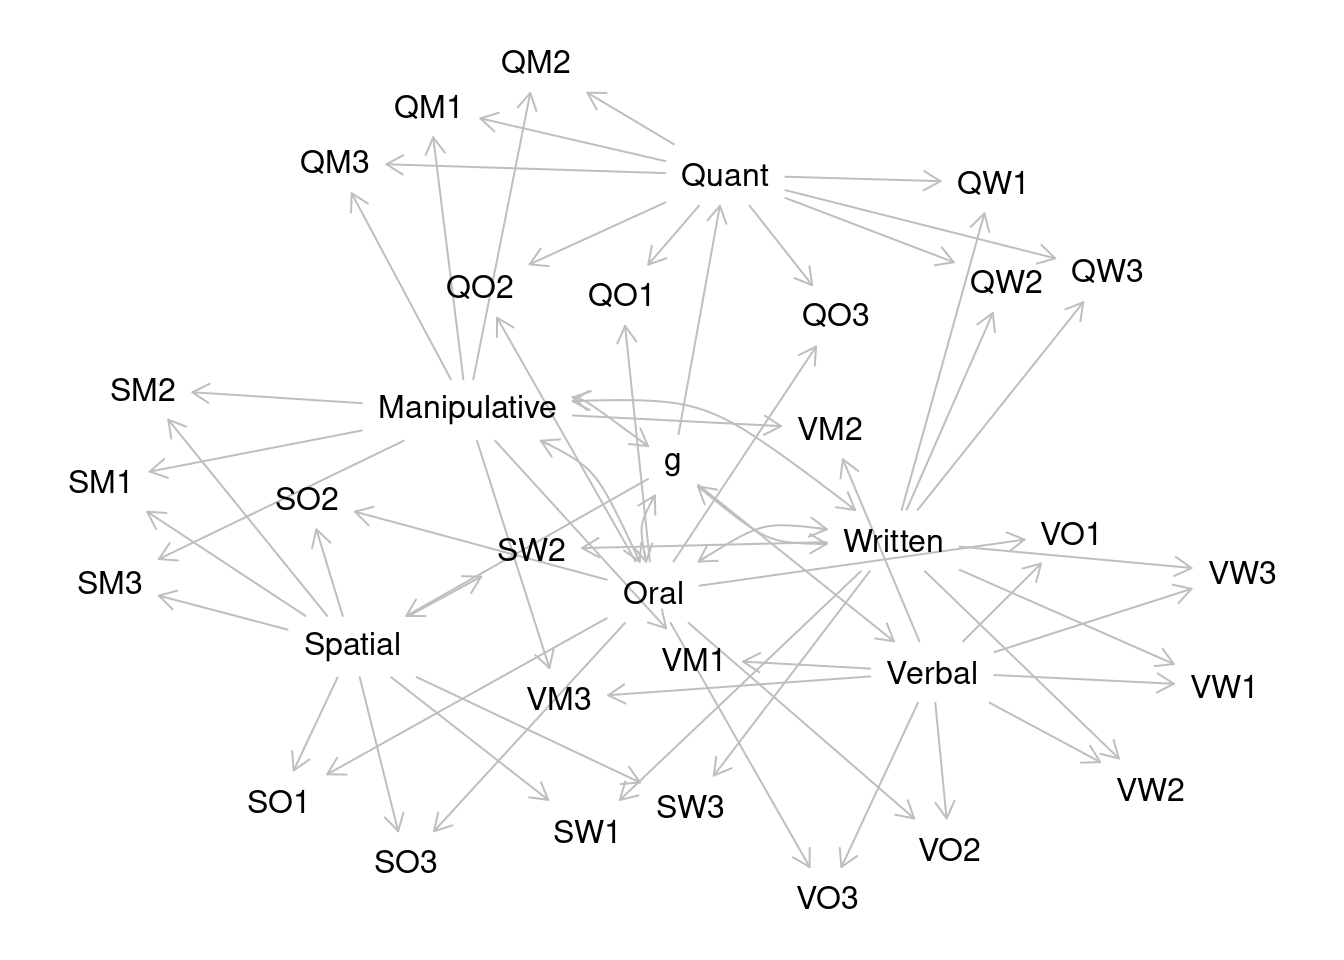 QM2
QM1
QM3
Quant
QW1
QW3
QW2
QO2
QO1
QO3
SM2
Manipulative
VM2
g
SM1
SO2
VO1
Written
SW2
VW3
SM3
Oral
Spatial
VM1
Verbal
VW1
VM3
VW2
SO1
SW3
SW1
VO2
SO3
VO3